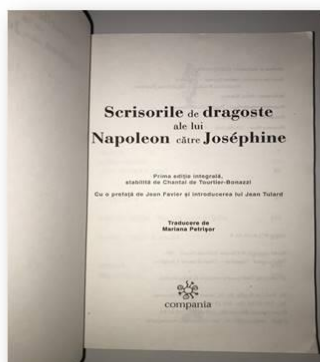 Scrisorile de dragoste
ale lui
Napoleon către Joséphine
Prima ediție integrală,
stabilită de Chantal de Tourtier-Bonazzi
Cu o prefață de Jean Favier și introducerea lui Jean Tulard
Traducere de
Mariana Petrișor
compania